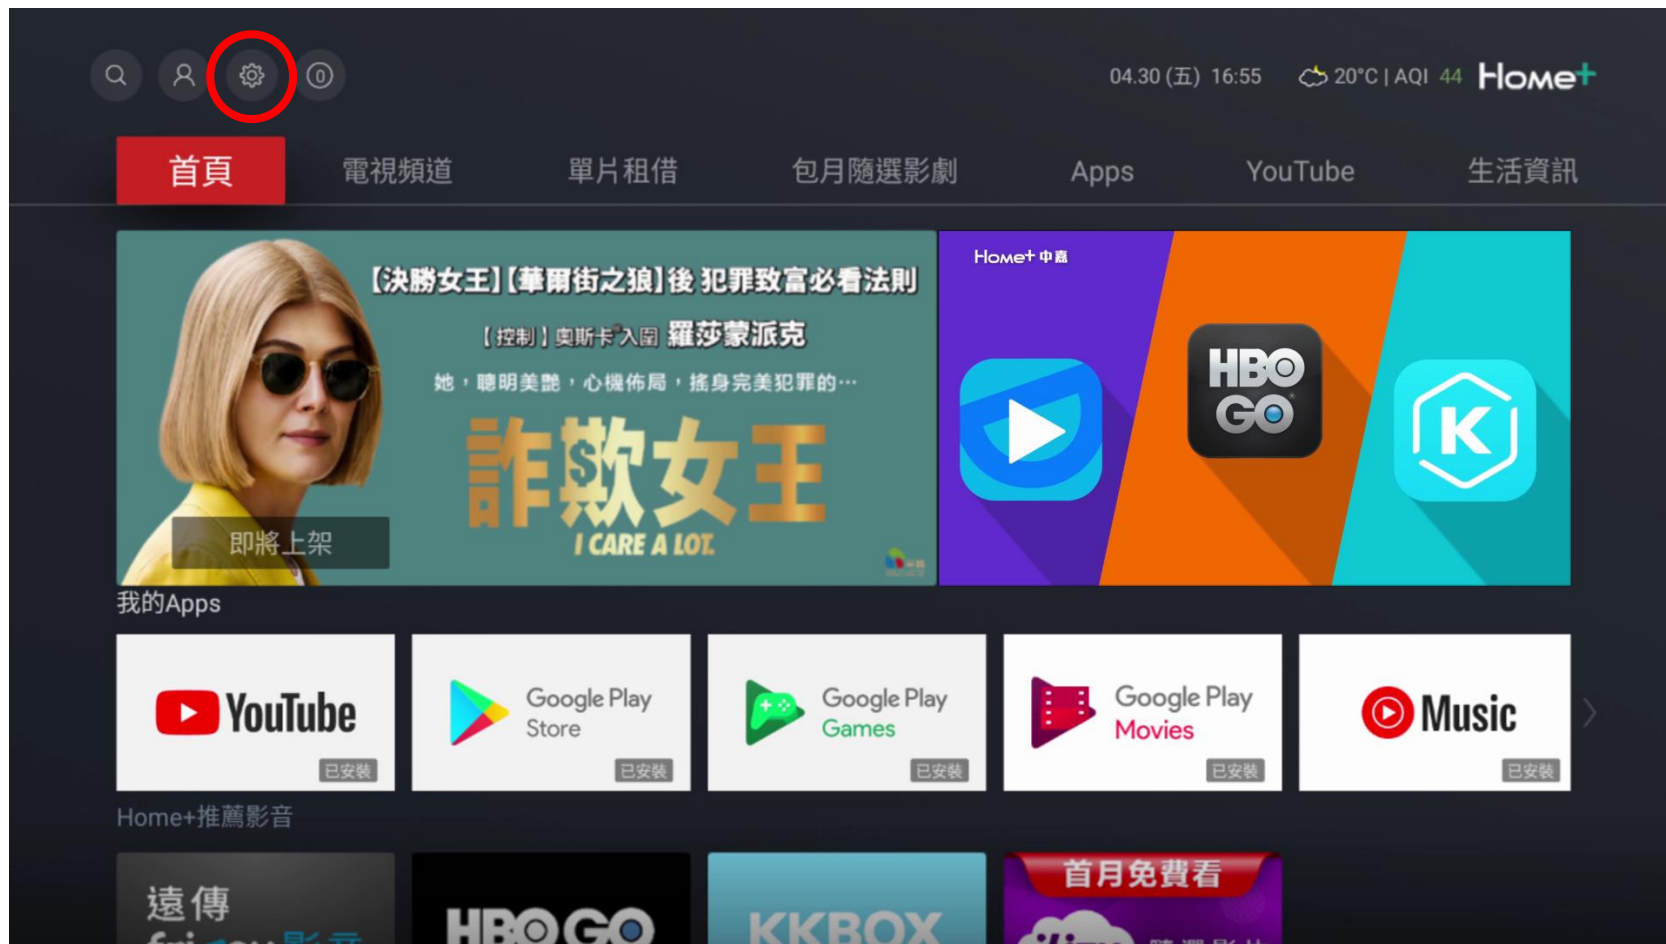 0
04.30 (五) 16:55 20°C | AQI 44 Home+
首頁 電視頻道 單片租借 包月隨選影劇 Apps YouTube 生活資訊
【決勝女王】【華爾街之狼】後 犯罪致富必看法則
【控制】奧斯卡®入圍 羅莎蒙派克
她，聰明美艷，心機佈局，搖身完美犯罪的…
詐欺女王
I CARE A LOT.
即將上架
Home+中嘉
HBO GO
K
我的Apps
YouTube
已安裝
Google Play Store
已安裝
Google Play Games
已安裝
Google Play Movies
已安裝
Music
已安裝
Home+推薦影音
遠傳
影音
HBO GO
KKBOX
首月免費看
隨選影片